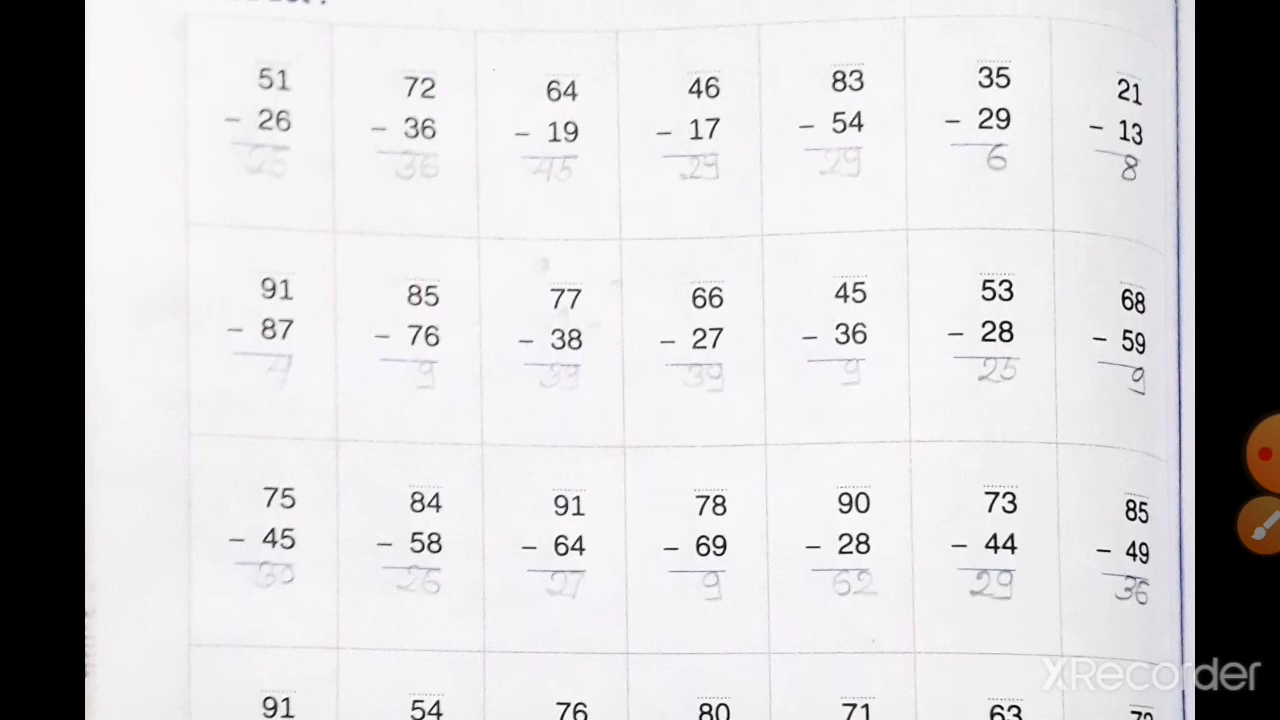 51 72 64 46 83 35 21
- 26 - 36 - 19 - 17 - 54 - 29 - 13
25 36 45 29 29 6 8
91 85 77 66 45 53 68
- 87 - 76 - 38 - 27 - 36 - 28 - 59
4 9 39 39 9 25 9
75 84 91 78 90 73 85
- 45 - 58 - 64 - 69 - 28 - 44 - 49
30 26 27 9 62 29 36
91 54 76 80 71 63
XRecorder